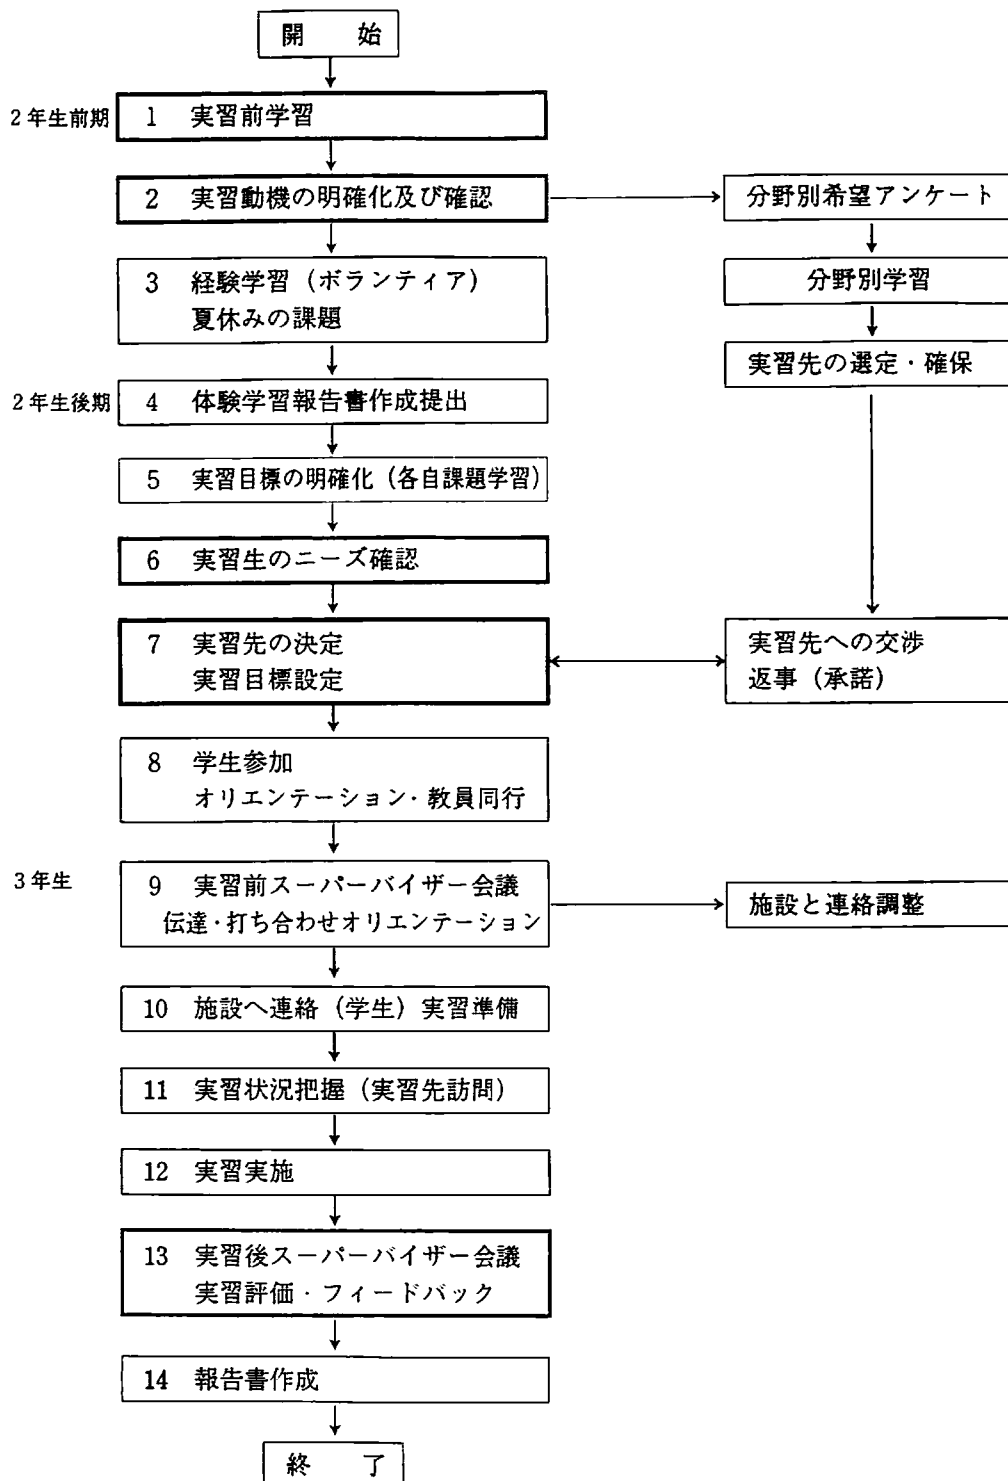 開 始
2年生前期
1 実習前学習
2 実習動機の明確化及び確認
分野別希望アンケート
3 経験学習（ボランティア）
夏休みの課題
分野別学習
実習先の選定・確保
2年生後期
4 体験学習報告書作成提出
5 実習目標の明確化（各自課題学習）
6 実習生のニーズ確認
7 実習先の決定
実習目標設定
実習先への交渉
返事（承諾）
8 学生参加
オリエンテーション・教員同行
3年生
9 実習前スーパーバイザー会議
伝達・打ち合わせオリエンテーション
施設と連絡調整
10 施設へ連絡（学生）実習準備
11 実習状況把握（実習先訪問）
12 実習実施
13 実習後スーパーバイザー会議
実習評価・フィードバック
14 報告書作成
終 了